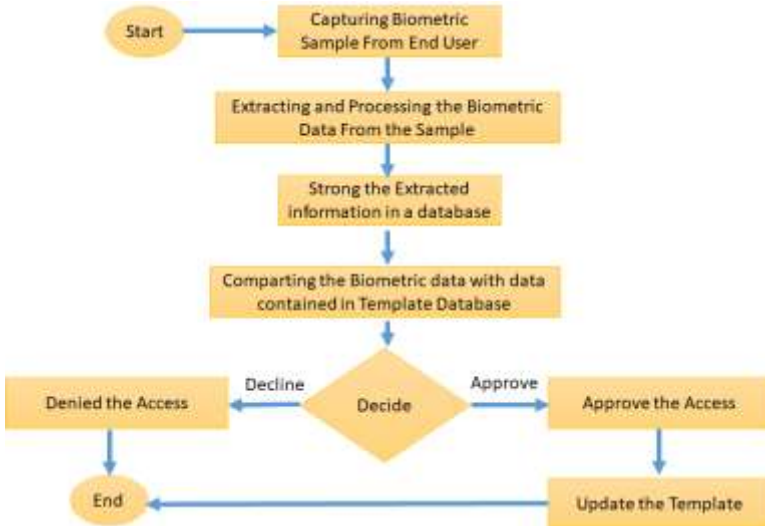 Start
Capturing Biometric
Sample From End User
Extracting and Processing the Biometric
Data From the Sample
Strong the Extracted
information in a database
Comparting the Biometric data with data
contained in Template Database
Decline
Approve
Denied the Access
Decide
Approve the Access
End
Update the Template